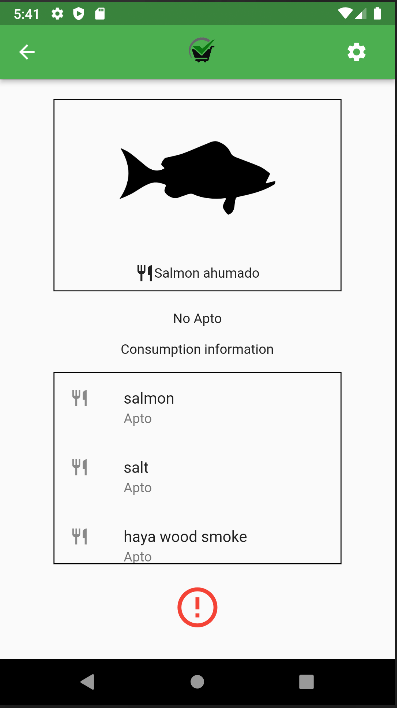 5:41
Salmon ahumado
No Apto
Consumption information
salmon
Apto
salt
Apto
haya wood smoke
Apto